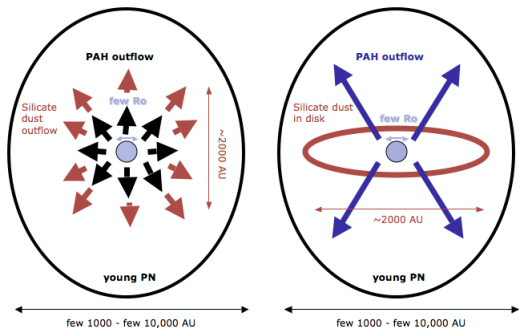 PAH outflow
few Ro
Silicate
dust
outflow
~2000 AU
young PN
few 1000 - few 10,000 AU
PAH outflow
Silicate dust
in disk
few Ro
~2000 AU
young PN
few 1000 - few 10,000 AU